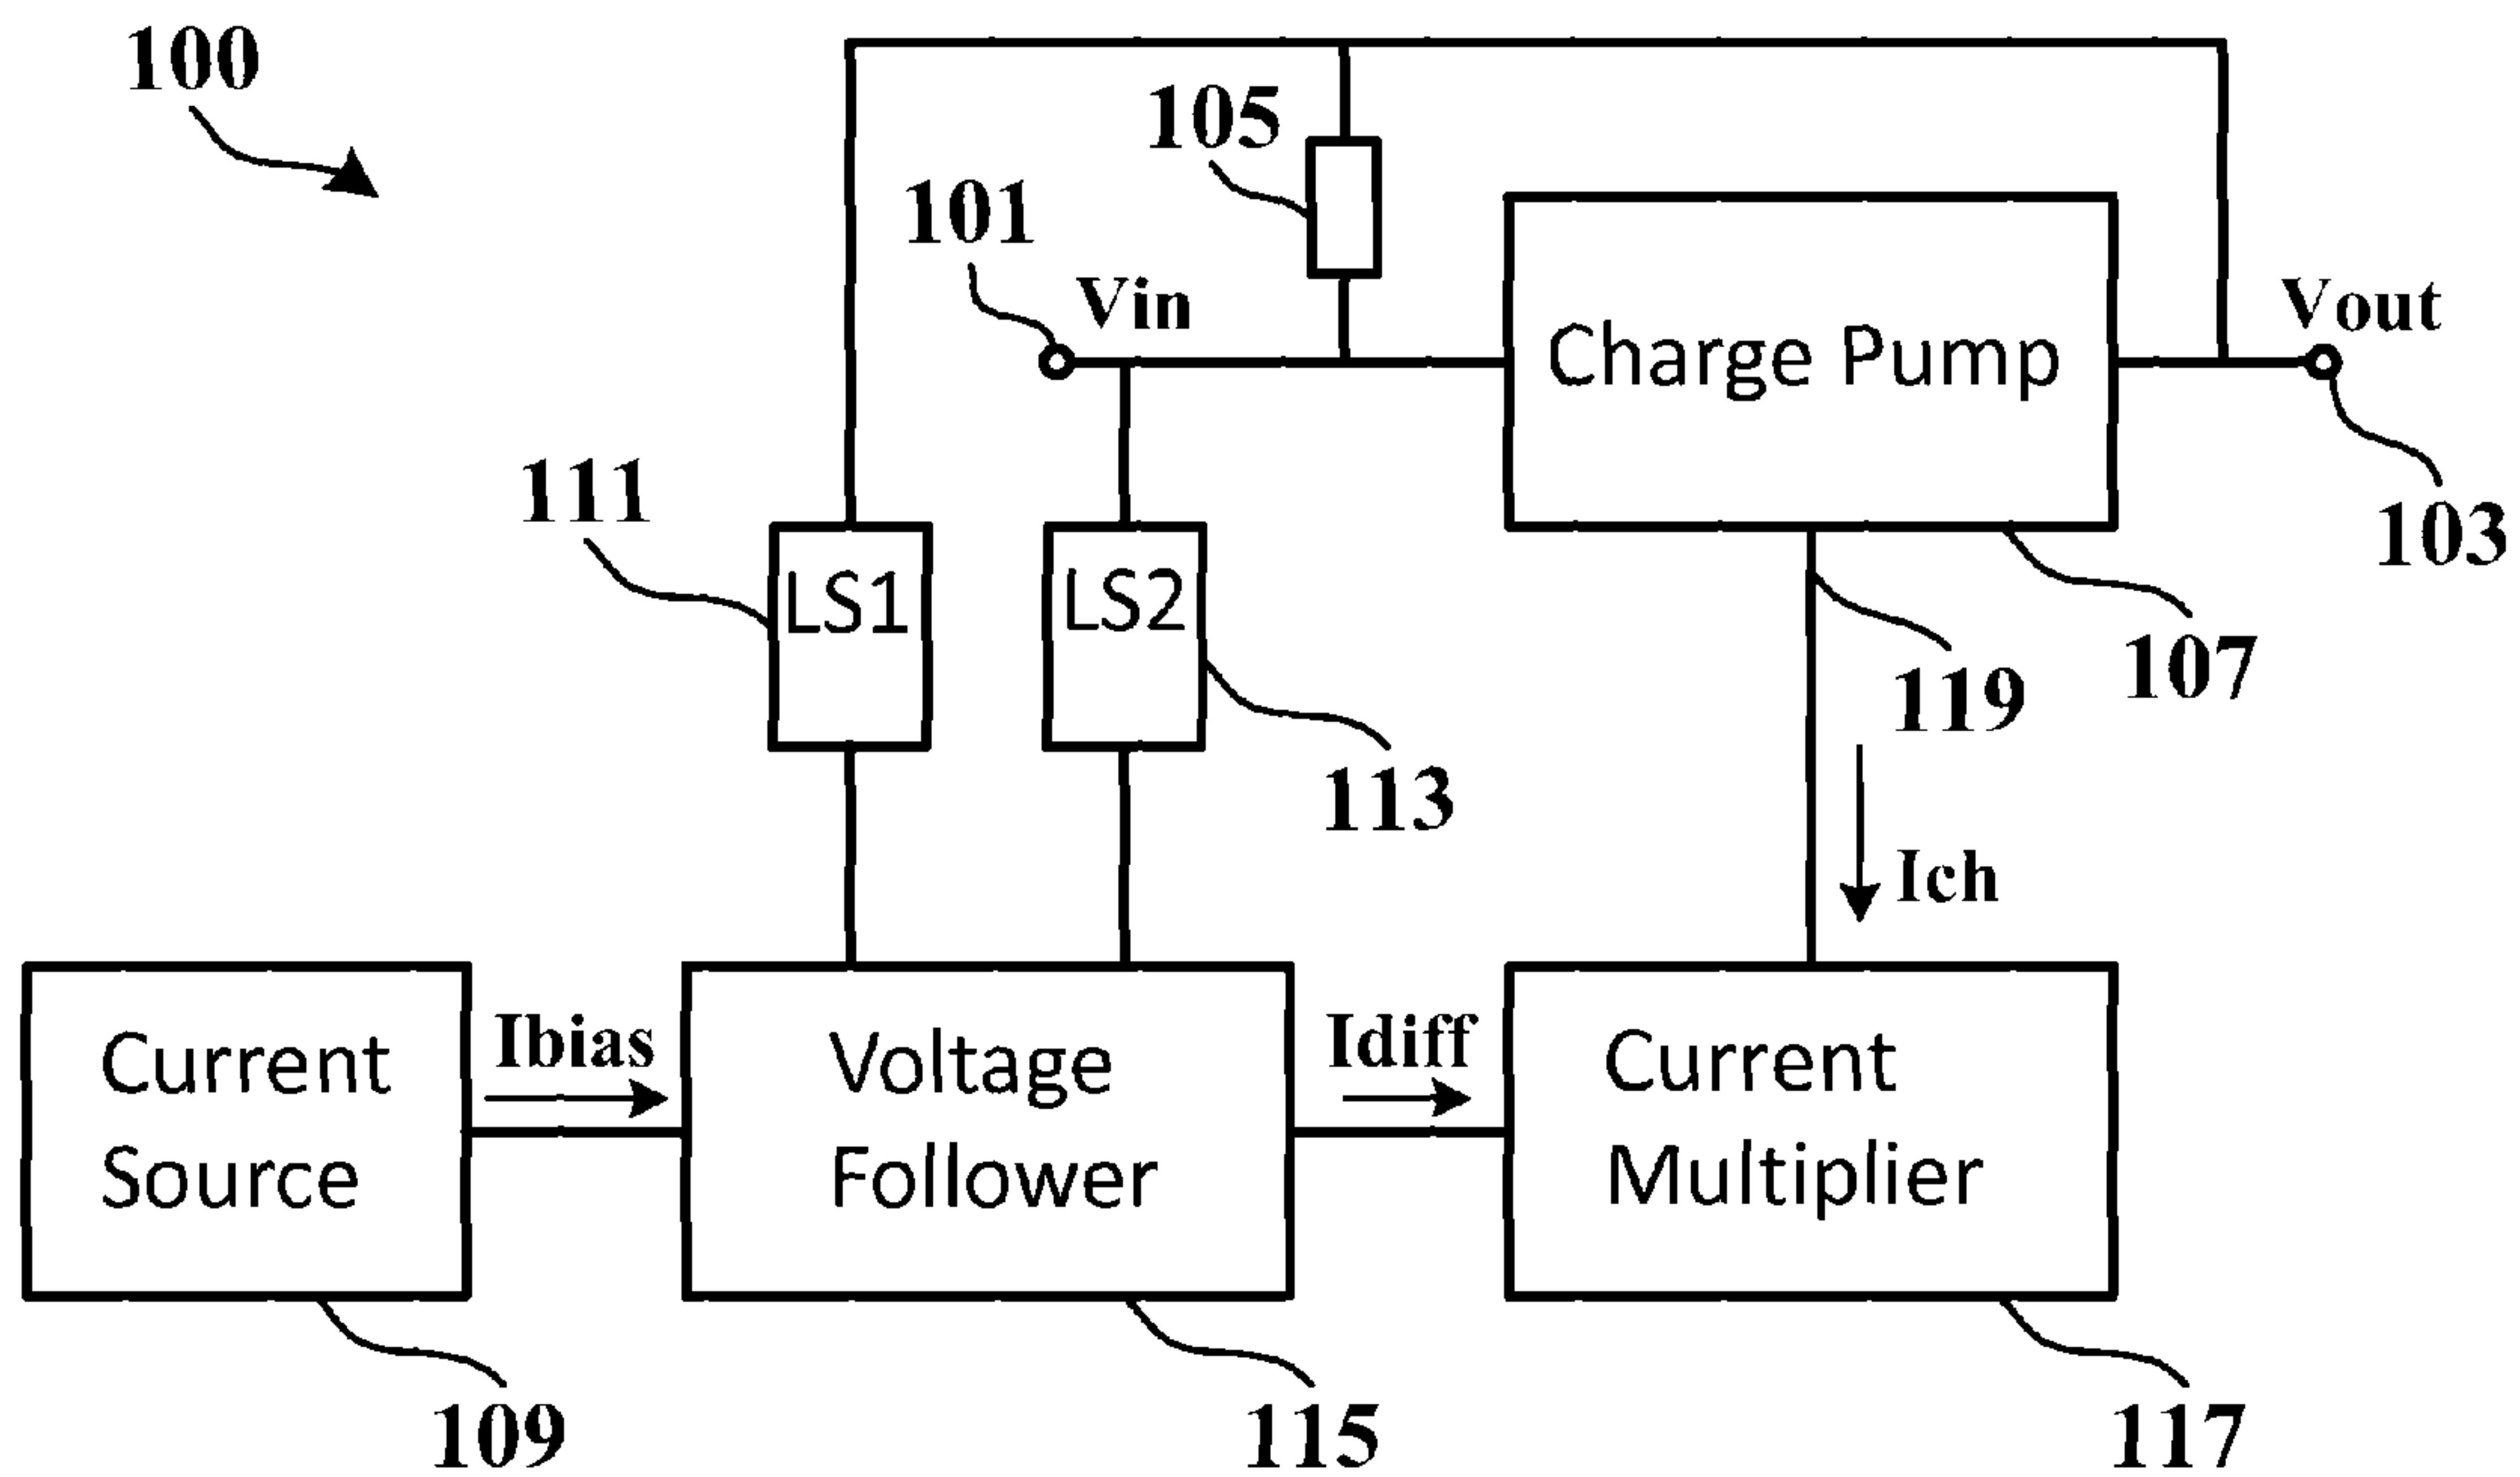 100
105
101
Vin
Charge Pump
Vout
111
103
LS1
LS2
107
119
113
Ich
Current
Source
Ibias
Voltage
Follower
Idiff
Current
Multiplier
109
115
117